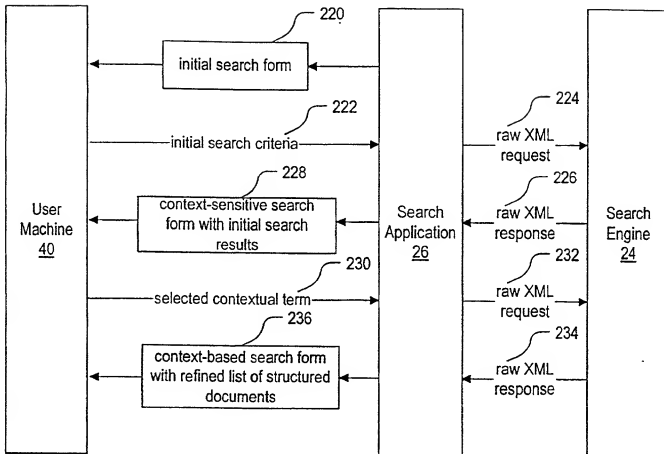 220
initial search form
222
initial search criteria
224
raw XML
request
228
context-sensitive search
form with initial search
results
226
raw XML
response
User
Machine
40
Search
Application
26
Search
Engine
24
230
selected contextual term
232
raw XML
request
236
context-based search form
with refined list of structured
documents
234
raw XML
response